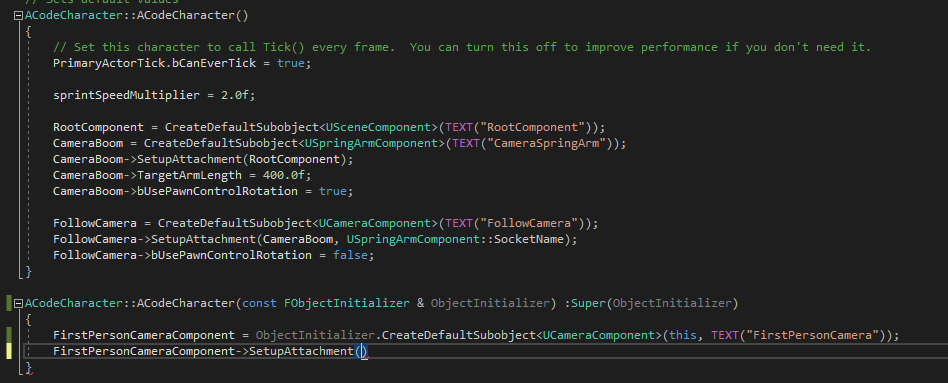 // Sets default values
ACodeCharacter::ACodeCharacter()
{
// Set this character to call Tick() every frame.  You can turn this off to improve performance if you don't need it.
PrimaryActorTick.bCanEverTick = true;
sprintSpeedMultiplier = 2.0f;
RootComponent = CreateDefaultSubobject<USceneComponent>(TEXT("RootComponent"));
CameraBoom = CreateDefaultSubobject<USpringArmComponent>(TEXT("CameraSpringArm"));
CameraBoom->SetupAttachment(RootComponent);
CameraBoom->TargetArmLength = 400.0f;
CameraBoom->bUsePawnControlRotation = true;
FollowCamera = CreateDefaultSubobject<UCameraComponent>(TEXT("FollowCamera"));
FollowCamera->SetupAttachment(CameraBoom, USpringArmComponent::SocketName);
FollowCamera->bUsePawnControlRotation = false;
}
ACodeCharacter::ACodeCharacter(const FObjectInitializer & ObjectInitializer) :Super(ObjectInitializer)
{
FirstPersonCameraComponent = ObjectInitializer.CreateDefaultSubobject<UCameraComponent>(this, TEXT("FirstPersonCamera"));
FirstPersonCameraComponent->SetupAttachment()
}